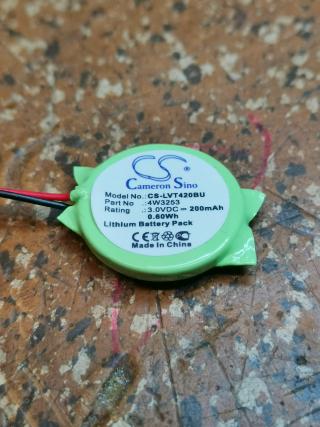 CS
Cameron Sino
Model No.: CS-LVT420BU
Part No :4W3253
Rating :3.0VDC⎓200mAh
0.60Wh
Lithium Battery Pack
CE
Made In China